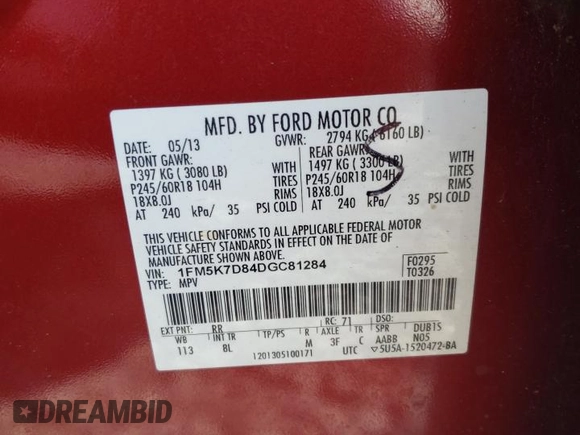 MFD. BY FORD MOTOR CO
DATE: 05/13 GVWR: 2794 KG ( 6160 LB)
FRONT GAWR: REAR GAWR:
1397 KG ( 3080 LB) WITH 1497 KG ( 3300 LB) WITH
P245/60R18 104H TIRES P245/60R18 104H TIRES
18X8.0J RIMS 18X8.0J RIMS
AT 240 kPa/ 35 PSI COLD AT 240 kPa/ 35 PSI COLD
THIS VEHICLE CONFORMS TO ALL APPLICABLE FEDERAL MOTOR
VEHICLE SAFETY AND THEFT PREVENTION STANDARDS IN EFFECT ON THE DATE OF
MANUFACTURE SHOWN ABOVE.
VIN: 1FM5K7D84DGC81284 F0295
TYPE: MPV T0326
EXT PNT: RR RC: 71 DSO:
WB INT TR TP/PS R AXLE TR SPR DUB1S
113 8L M 3F C AABB N05
1201305100171 UTC ▽5U5A-1520472-BA
DREAMBID